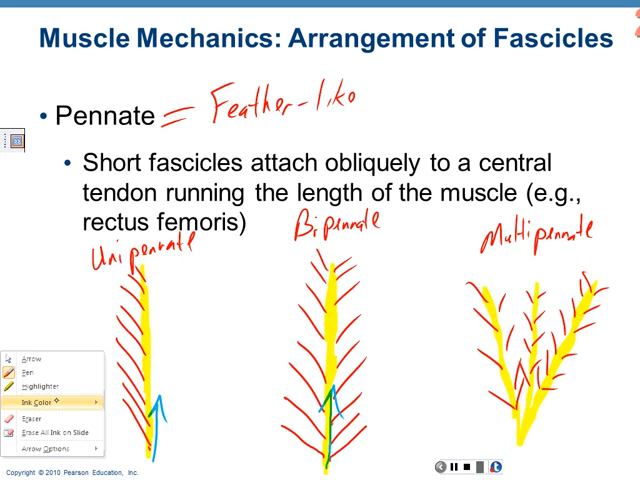 Muscle Mechanics: Arrangement of Fascicles
• Pennate = Feather-like
• Short fascicles attach obliquely to a central
tendon running the length of the muscle (e.g.,
rectus femoris)
Unipennate
Bipennate
Multipennate
Arrow
Pen
Highlighter
Ink Color
Eraser
Erase All Ink on Slide
Arrow Options
Copyright © 2010 Pearson Education, Inc.